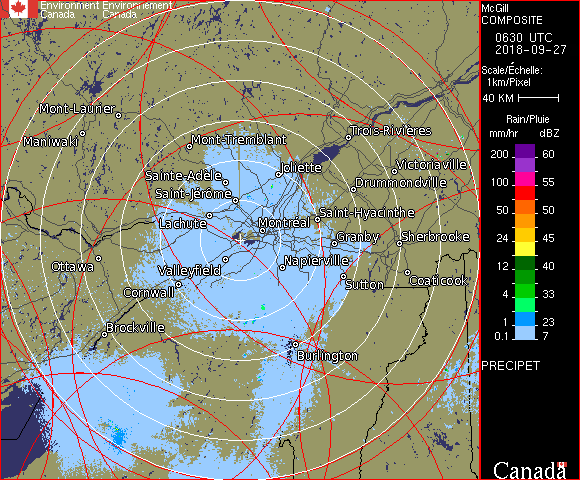 Environment Environnement
Canada Canada
McGill
COMPOSITE
0630 UTC
2018-09-27
Scale/Échelle:
1km/Pixel
40 KM
Rain/Pluie
mm/hr dBZ
200 60
100 55
50 50
24 45
12 40
4 33
1 23
0.1 7
PRECIPET
Canada
Mont-Laurier
Maniwaki
Mont-Tremblant
Trois-Rivières
Sainte-Adèle
Joliette
Victoriaville
Saint-Jérôme
Drummondville
Lachute
Montréal
Saint-Hyacinthe
Granby
Sherbrooke
Ottawa
Valleyfield
Napierville
Cornwall
Sutton
Coaticook
Brockville
Burlington